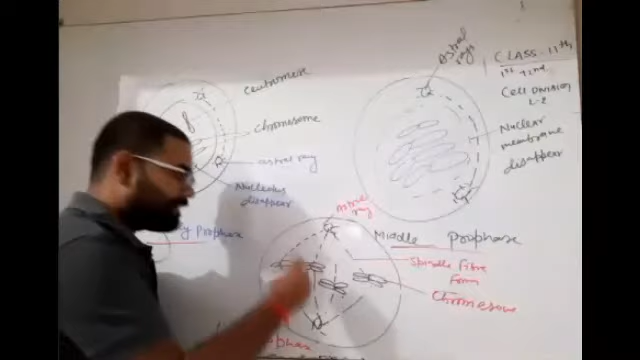 Astral
rays
CLASS-11th,
1st
Cell DIVISION
L-2
centromere
chromosome
astral ray
Nucleolus
disappear
Nuclear
membrane
disappear
Prophase
Astral
ray
Middle Prophase
Spindle fibre
form
Chromosome